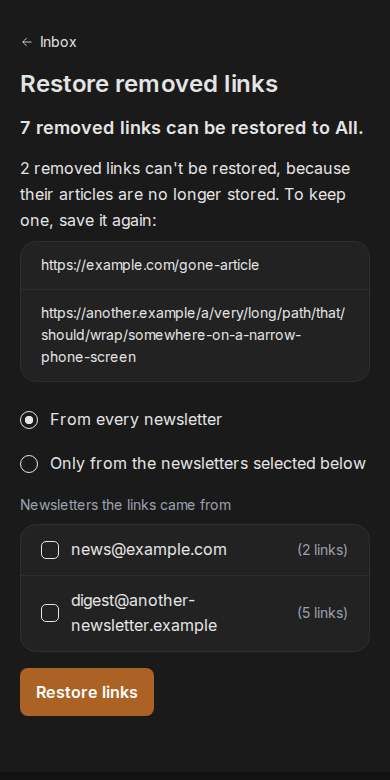 ← Inbox
Restore removed links
7 removed links can be restored to All.
2 removed links can't be restored, because
their articles are no longer stored. To keep
one, save it again:
https://example.com/gone-article
https://another.example/a/very/long/path/that/
should/wrap/somewhere-on-a-narrow-
phone-screen
From every newsletter
Only from the newsletters selected below
Newsletters the links came from
news@example.com (2 links)
digest@another-
newsletter.example (5 links)
Restore links